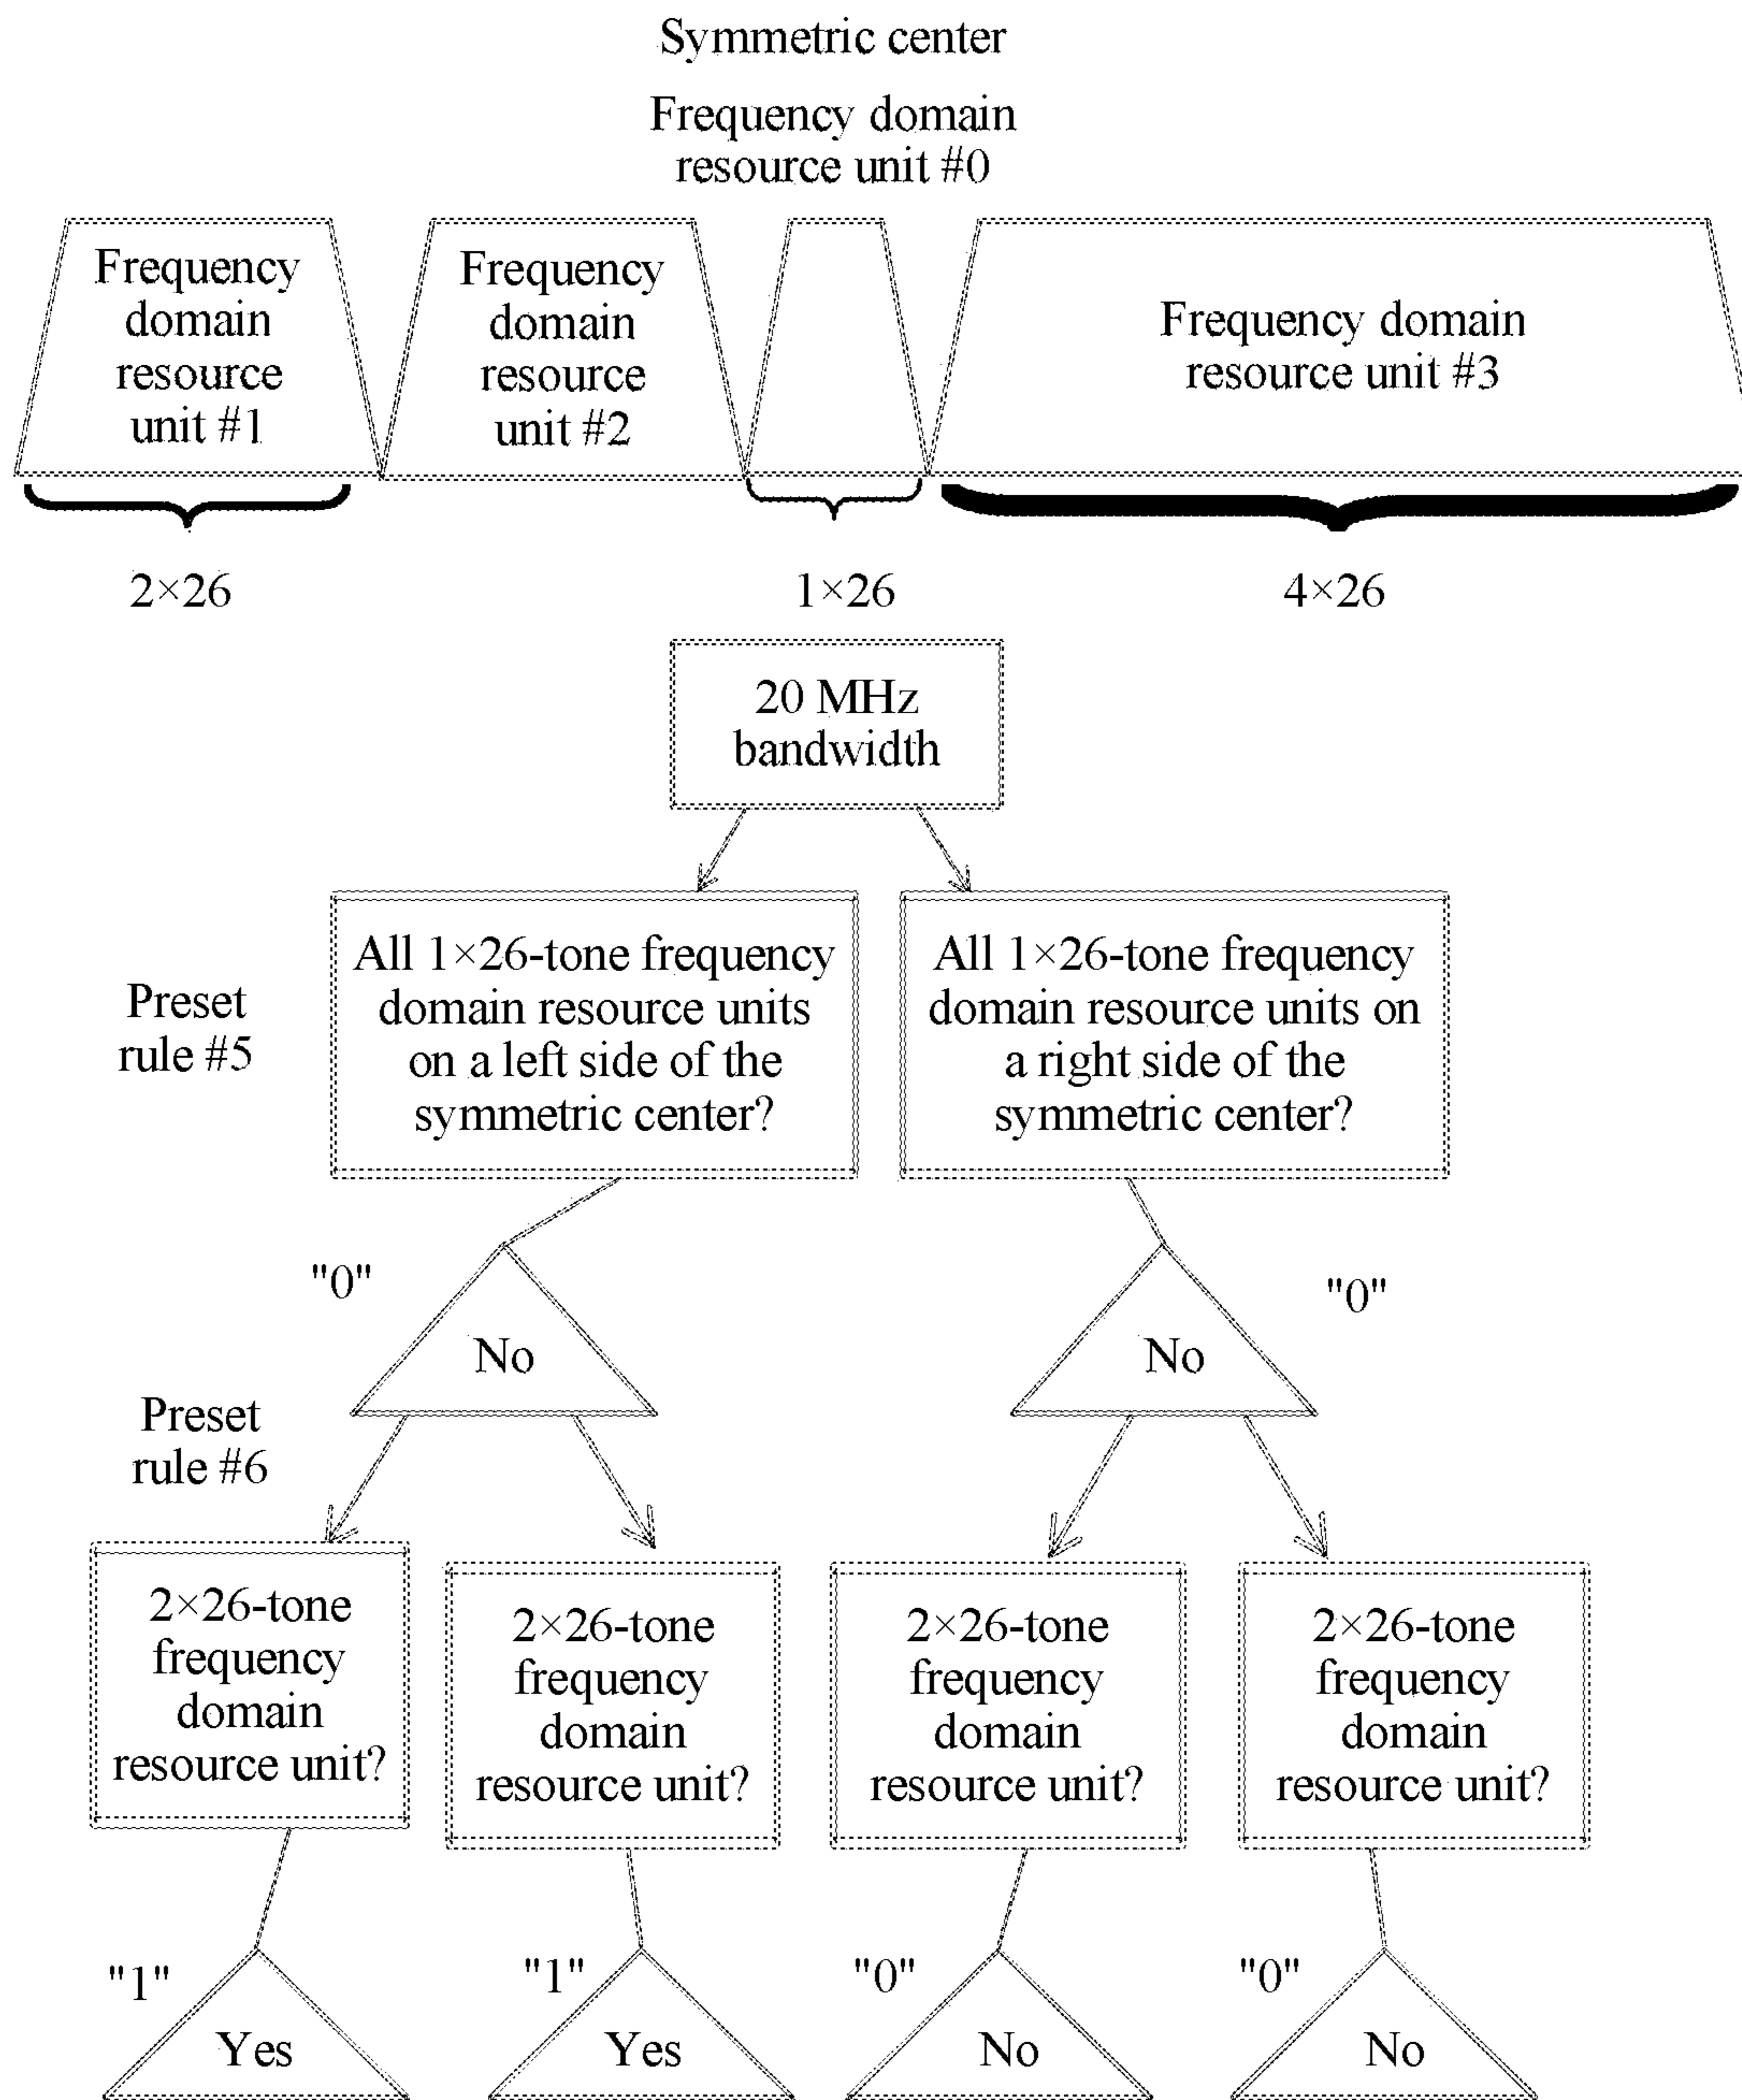 Symmetric center
Frequency domain
resource unit #0
Frequency
domain
resource
unit #1
Frequency
domain
resource
unit #2
Frequency domain
resource unit #3
2×26
1×26
4×26
20 MHz
bandwidth
Preset
rule #5
All 1×26-tone frequency
domain resource units
on a left side of the
symmetric center?
All 1×26-tone frequency
domain resource units on
a right side of the
symmetric center?
"0"
No
No
"0"
Preset
rule #6
2×26-tone
frequency
domain
resource unit?
2×26-tone
frequency
domain
resource unit?
2×26-tone
frequency
domain
resource unit?
2×26-tone
frequency
domain
resource unit?
"1"
Yes
"1"
Yes
"0"
No
"0"
No